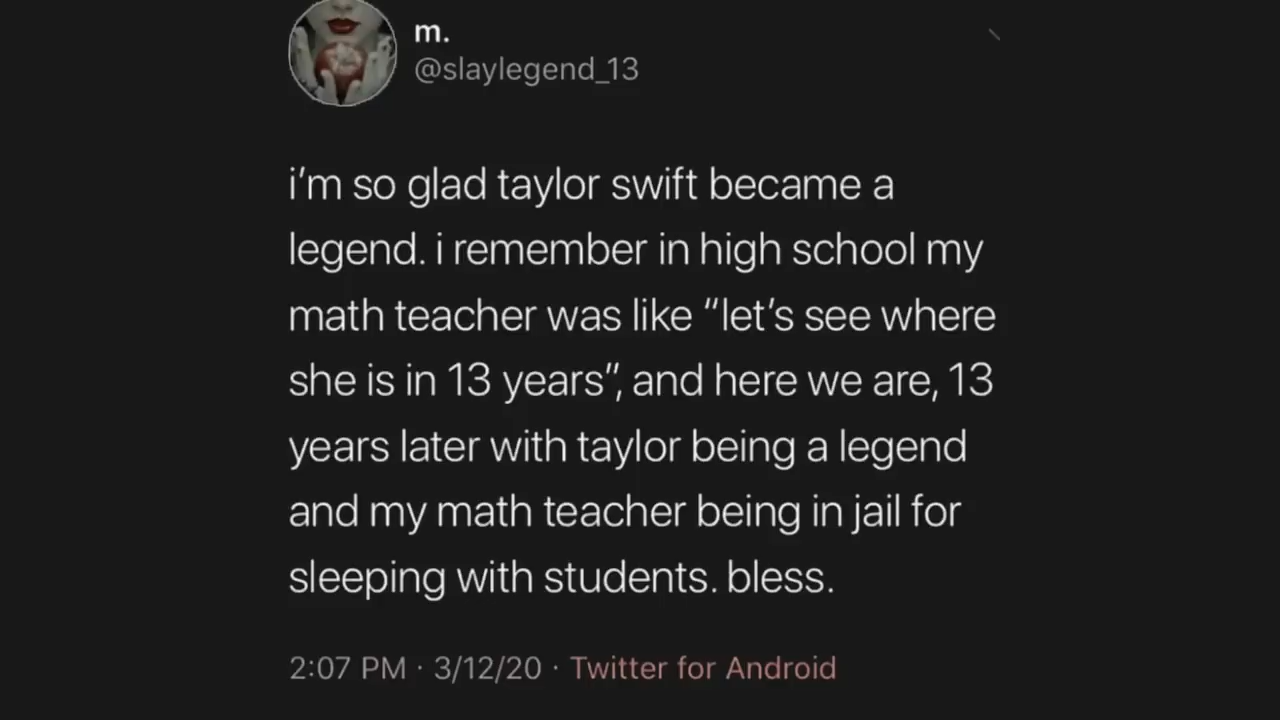 m.
@slaylegend_13
i’m so glad taylor swift became a
legend. i remember in high school my
math teacher was like “let’s see where
she is in 13 years”, and here we are, 13
years later with taylor being a legend
and my math teacher being in jail for
sleeping with students. bless.
2:07 PM · 3/12/20 · Twitter for Android